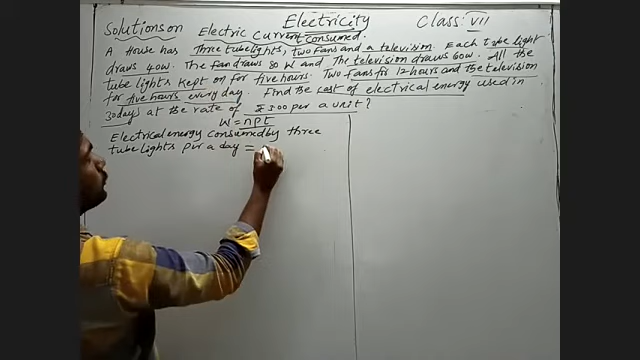 Electricity
Class: VII
Solutions on Electric Current Consumed.
A House has Three tubelights, two Fans and a television. Each tube light
draws 40W. The Fan draws 80 W and The television draws 60W. All the
tube lights kept on for five hours. Two fans for 12 hours and the television
for five hours every day. Find the cost of electrical energy used in
30 days at the rate of ₹ 3.00 per a unit?
W = npt
Electrical energy consumed by three
tube lights per a day =